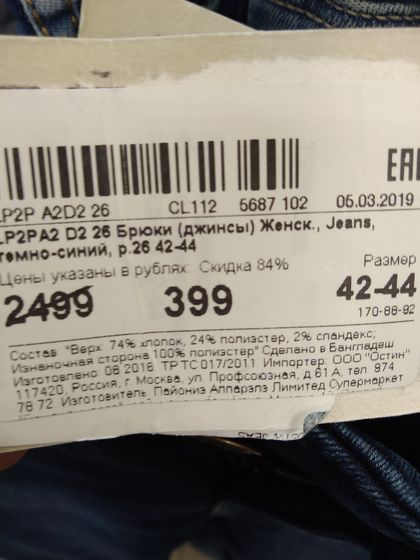 LP2P A2D2 26 CL112 5687 102 05.03.2019
LP2PA2 D2 26 Брюки (джинсы) Женск., Jeans,
темно-синий, р.26 42-44
Цены указаны в рублях Скидка 84% Размер
2499 399 42-44
170-88-92
Состав "Верх: 74% хлопок, 24% полиэстер, 2% спандекс;
Изнаночная сторона 100% полиэстер" Сделано в Бангладеш
Изготовлено 08.2018 ТР ТС 017/2011 Импортер: ООО "Остин"
117420, Россия, г. Москва, ул. Профсоюзная, д 61А, тел. 974
78 72 Изготовитель Пайониэ Аппарэлз Лимитед Супермаркет